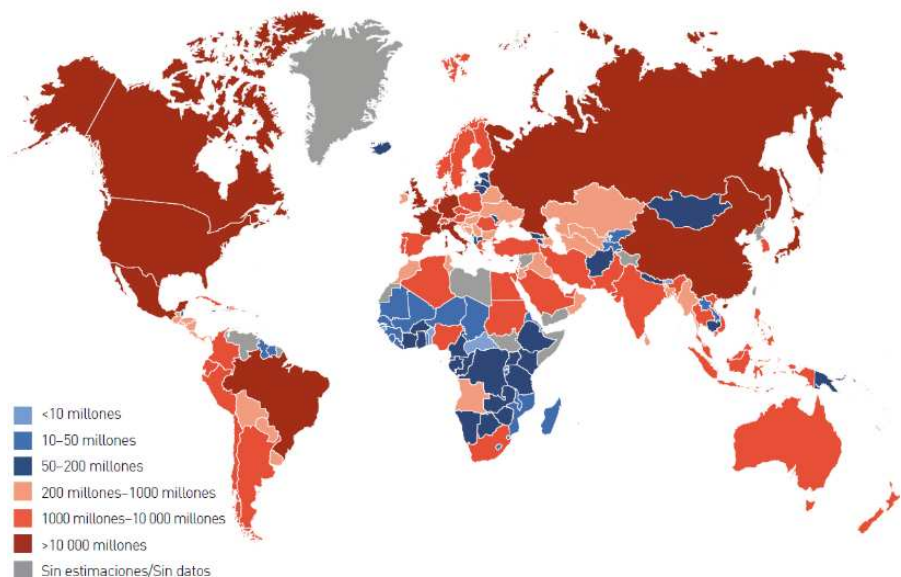 <10 millones
10–50 millones
50–200 millones
200 millones–1000 millones
1000 millones–10 000 millones
>10 000 millones
Sin estimaciones/Sin datos